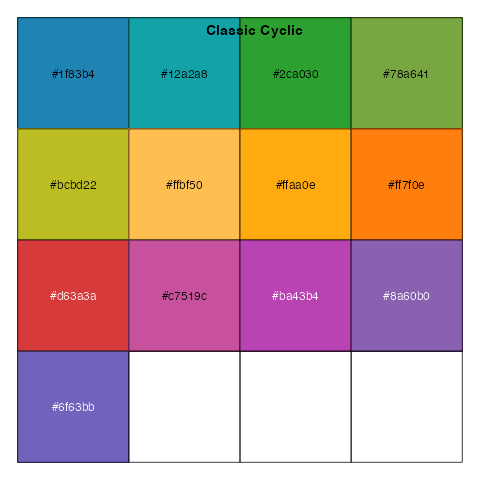 Classic Cyclic
#1f83b4 #12a2a8 #2ca030 #78a641
#bcbd22 #ffbf50 #ffaa0e #ff7f0e
#d63a3a #c7519c #ba43b4 #8a60b0
#6f63bb